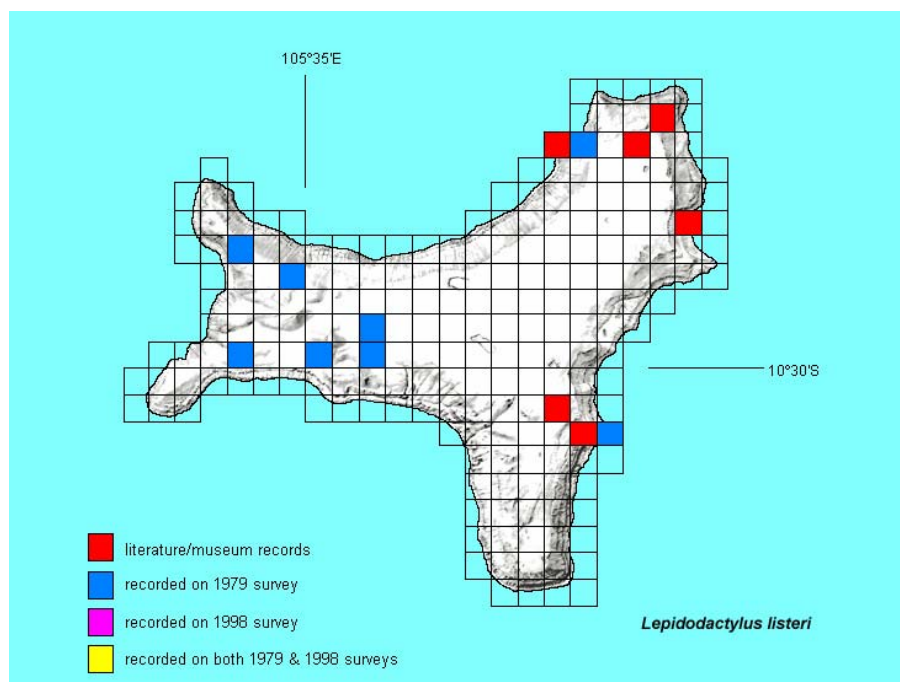 105°35'E
10°30'S
literature/museum records
recorded on 1979 survey
recorded on 1998 survey
recorded on both 1979 & 1998 surveys
Lepidodactylus listeri